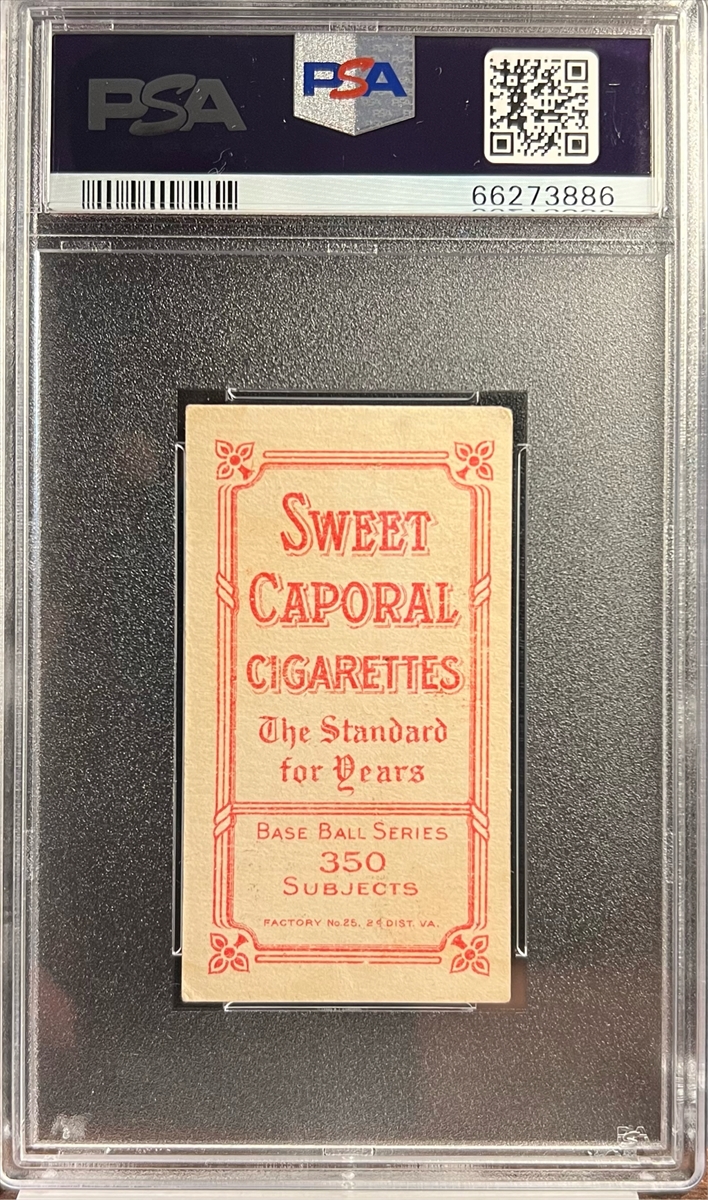 PSA
PSA
66273886
SWEET
CAPORAL
CIGARETTES
The Standard
for Years
BASE BALL SERIES
350
SUBJECTS
FACTORY No. 25, 2d DIST. VA.
PSA